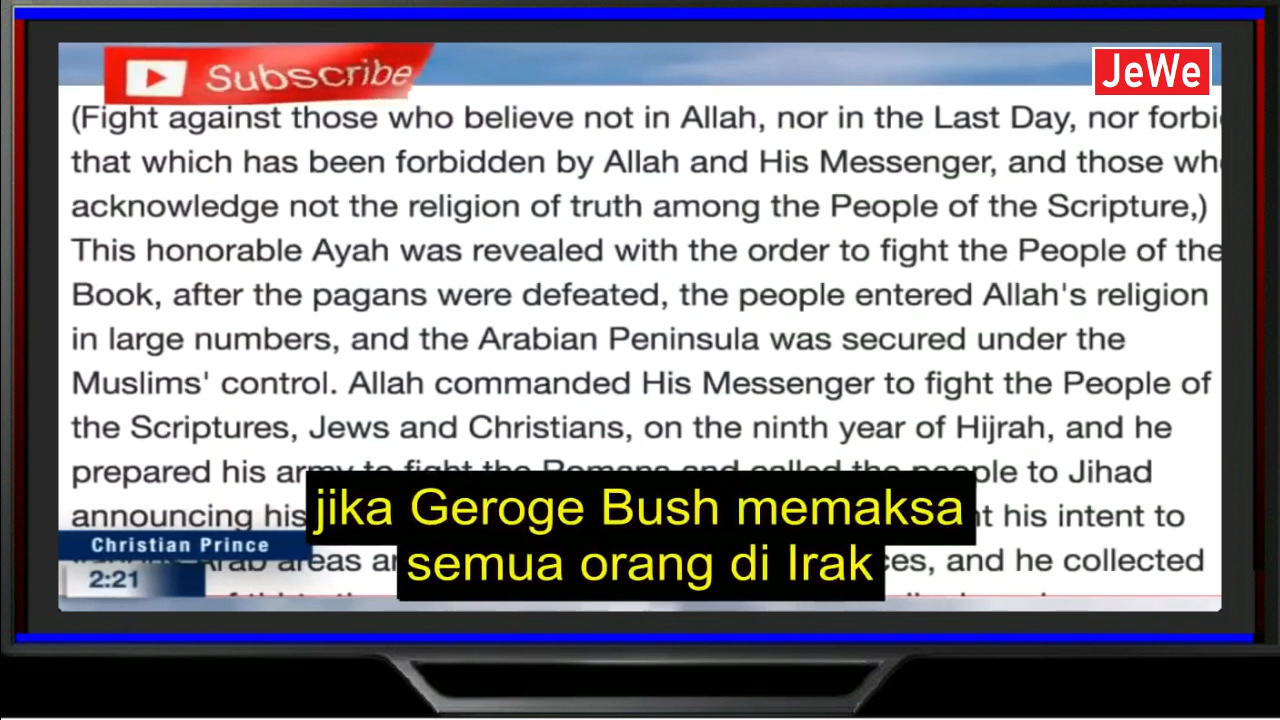 Subscribe
JeWe
(Fight against those who believe not in Allah, nor in the Last Day, nor
that which has been forbidden by Allah and His Messenger, and those
acknowledge not the religion of truth among the People of the Scripture,)
This honorable Ayah was revealed with the order to fight the People of the
Book, after the pagans were defeated, the people entered Allah's religion
in large numbers, and the Arabian Peninsula was secured under the
Muslims' control. Allah commanded His Messenger to fight the People of
the Scriptures, Jews and Christians, on the ninth year of Hijrah, and he
prepared his army to fight the Romans and called the people to Jihad
announcing his his intent to
jika Geroge Bush memaksa
Christian Prince
Arab areas and he collected
semua orang di Irak
2:21